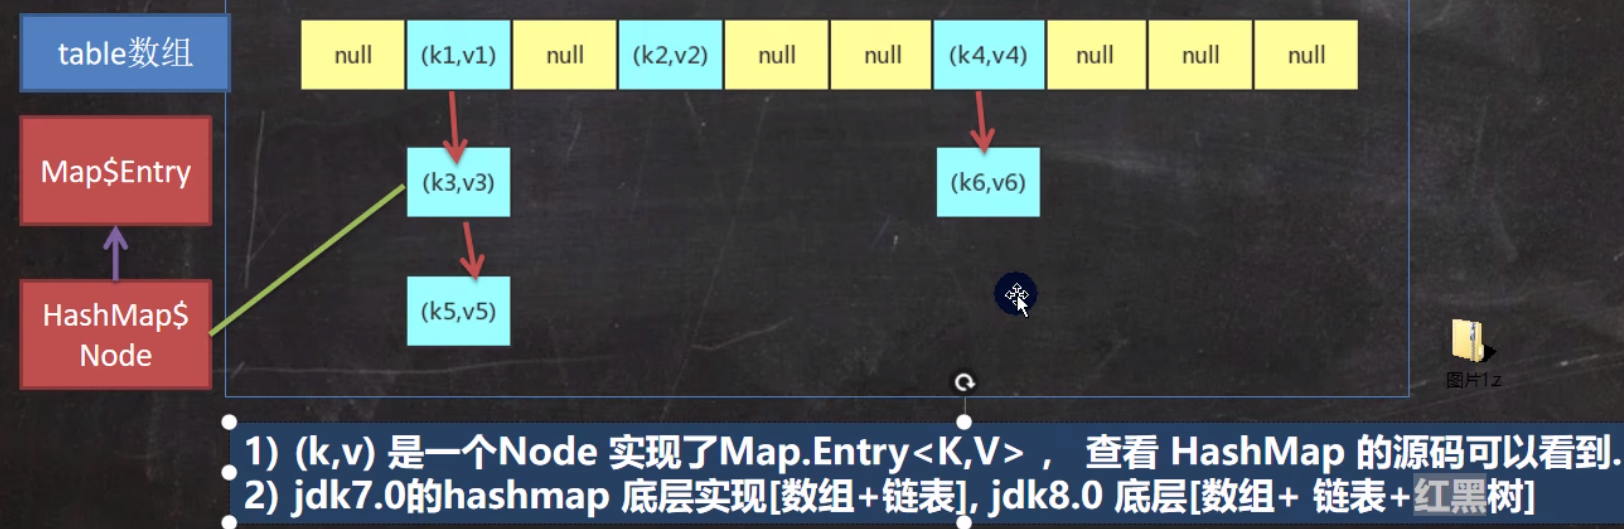 table数组
null
(k1,v1)
null
(k2,v2)
null
null
(k4,v4)
null
null
null
Map$Entry
(k3,v3)
(k6,v6)
HashMap$
Node
(k5,v5)
图片1.z
1) (k,v) 是一个Node 实现了Map.Entry<K,V> ， 查看 HashMap 的源码可以看到.
2) jdk7.0的hashmap 底层实现[数组+链表], jdk8.0 底层[数组+ 链表+红黑树]